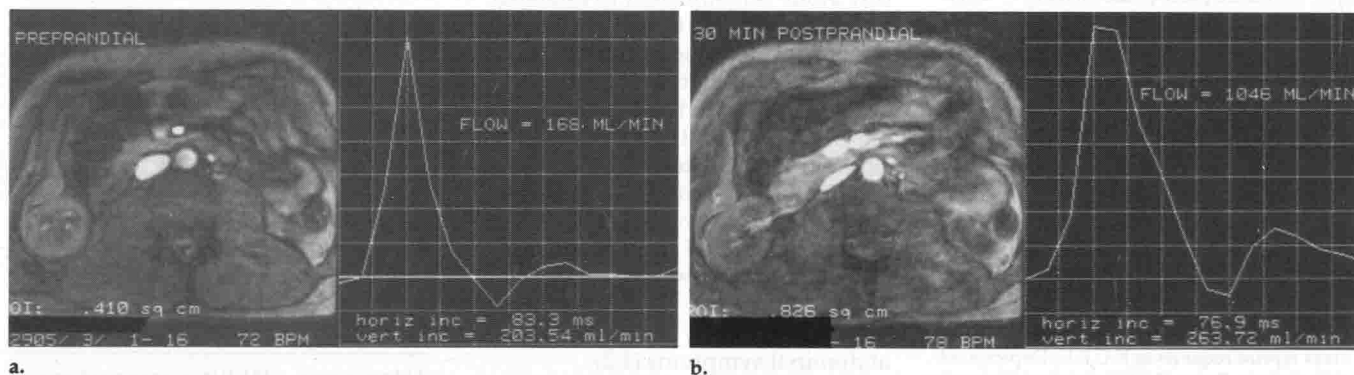 PREPRANDIAL
FLOW = 168 ML/MIN
OI: .410 sq cm
horiz inc = 83.3 ms
vert inc = 203.54 ml/min
2905/ 3/ 1- 16 72 BPM
a.
30 MIN POSTPRANDIAL
FLOW = 1046 ML/MIN
ROI: .826 sq cm
horiz inc = 76.9 ms
vert inc = 263.72 ml/min
- 16 78 BPM
b.